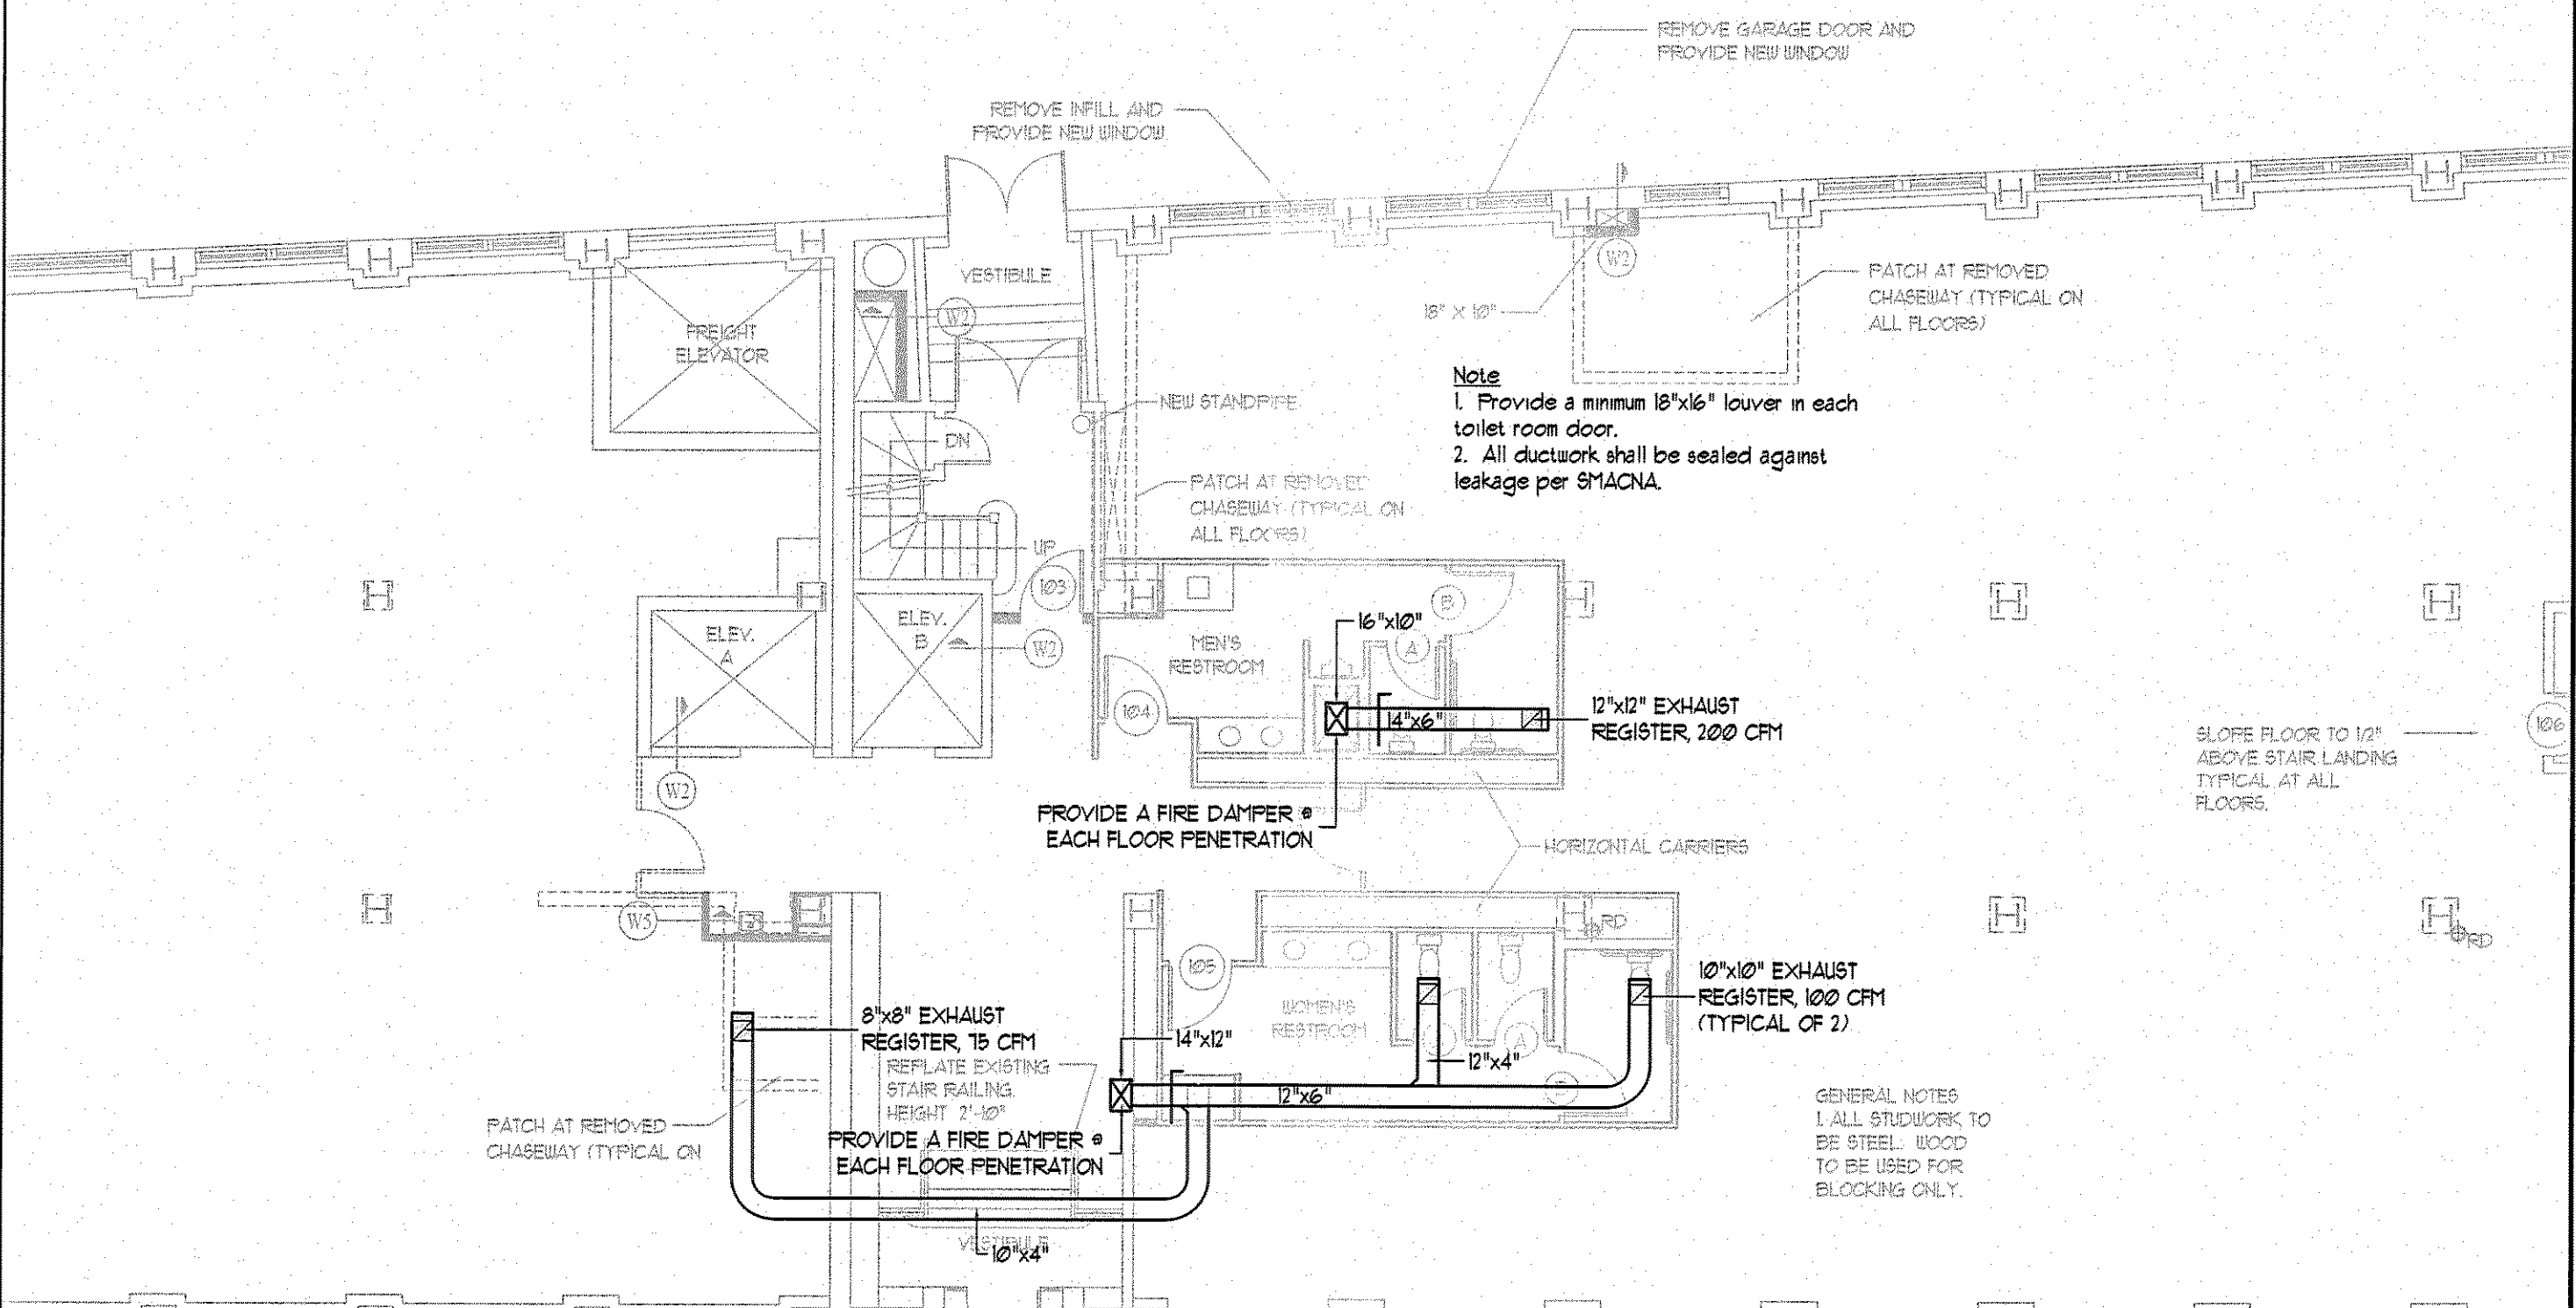 REMOVE GARAGE DOOR AND
PROVIDE NEW WINDOW
REMOVE INFILL AND
PROVIDE NEW WINDOW
VESTIBULE
W2
W2
18" X 10"
PATCH AT REMOVED
CHASEWAY (TYPICAL ON
ALL FLOORS)
FREIGHT
ELEVATOR
Note
1. Provide a minimum 18"x16" louver in each
toilet room door.
2. All ductwork shall be sealed against
leakage per SMACNA.
NEW STANDPIPE
DN
PATCH AT REMOVED
CHASEWAY (TYPICAL ON
ALL FLOORS)
UP
103
B
ELEV.
A
ELEV.
B
W2
MEN'S
RESTROOM
16"x10"
A
104
14"x6"
12"x12" EXHAUST
REGISTER, 200 CFM
SLOPE FLOOR TO 1/2"
ABOVE STAIR LANDING
TYPICAL AT ALL
FLOORS.
106
W2
PROVIDE A FIRE DAMPER @
EACH FLOOR PENETRATION
HORIZONTAL CARRIERS
W5
RD
RD
105
WOMEN'S
RESTROOM
10"x10" EXHAUST
REGISTER, 100 CFM
(TYPICAL OF 2)
8"x8" EXHAUST
REGISTER, 75 CFM
REPLATE EXISTING
STAIR RAILING.
HEIGHT 2'-10"
14"x12"
A
12"x4"
12"x6"
GENERAL NOTES
1. ALL STUDWORK TO
BE STEEL. WOOD
TO BE USED FOR
BLOCKING ONLY.
PATCH AT REMOVED
CHASEWAY (TYPICAL ON
PROVIDE A FIRE DAMPER @
EACH FLOOR PENETRATION
VESTIBULE
10"x4"